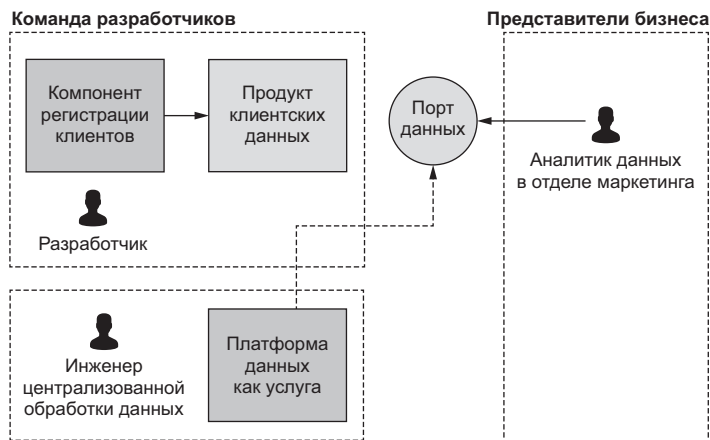 Команда разработчиков
Представители бизнеса
Компонент
регистрации
клиентов
Продукт
клиентских
данных
Порт
данных
Аналитик данных
в отделе маркетинга
Разработчик
Инженер
централизованной
обработки данных
Платформа
данных
как услуга